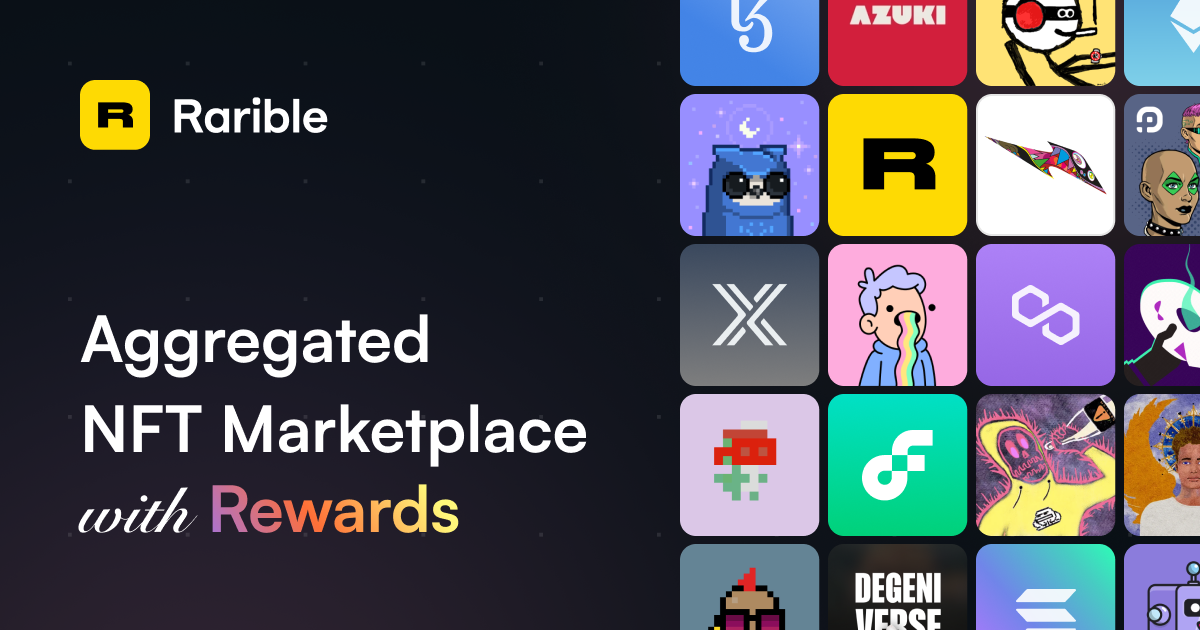 Rarible
Aggregated
NFT Marketplace
with Rewards
AZUKI
R
R
DEGENI
VERSE